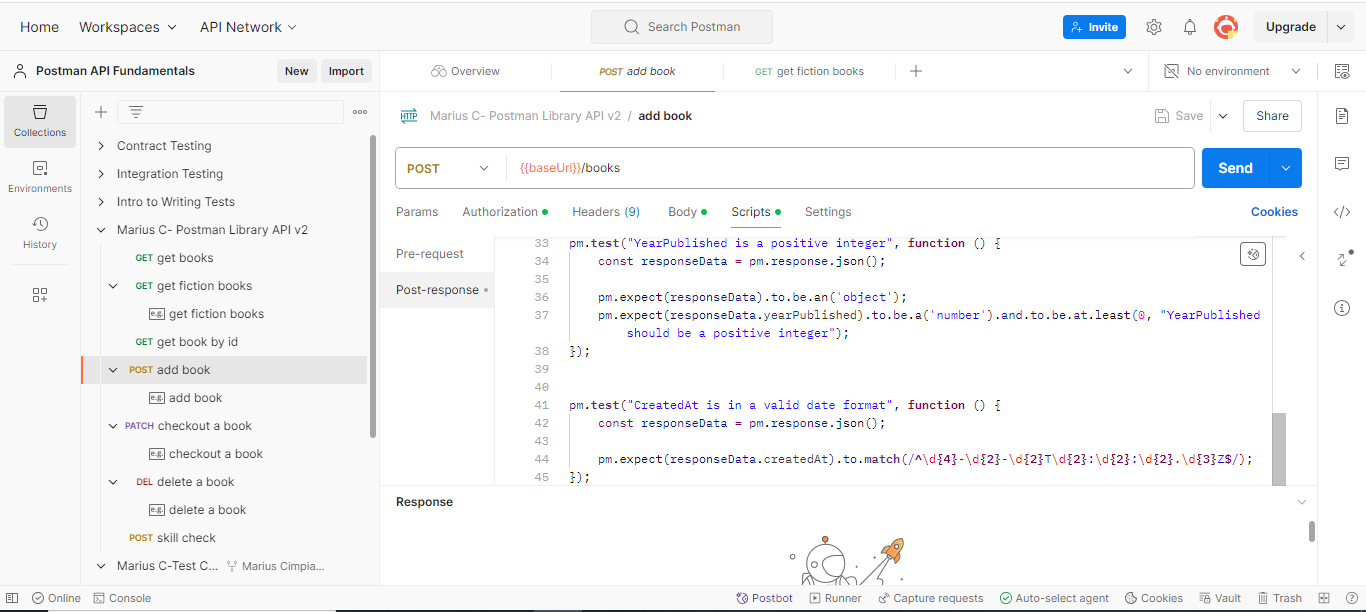 Home Workspaces API Network Search Postman Invite Upgrade
Postman API Fundamentals New Import Overview POST add book GET get fiction books No environment
Collections
Environments
History
Contract Testing
Integration Testing
Intro to Writing Tests
Marius C- Postman Library API v2
GET get books
GET get fiction books
e.g. get fiction books
GET get book by id
POST add book
e.g. add book
PATCH checkout a book
e.g. checkout a book
DEL delete a book
e.g. delete a book
POST skill check
Marius C-Test C... Marius Cimpia...
HTTP Marius C- Postman Library API v2 / add book Save Share
POST {{baseUrl}}/books Send
Params Authorization Headers (9) Body Scripts Settings Cookies
Pre-request
Post-response
33 pm.test("YearPublished is a positive integer", function () {
34 const responseData = pm.response.json();
35
36 pm.expect(responseData).to.be.an('object');
37 pm.expect(responseData.yearPublished).to.be.a('number').and.to.be.at.least(0, "YearPublished
should be a positive integer");
38 });
39
40
41 pm.test("CreatedAt is in a valid date format", function () {
42 const responseData = pm.response.json();
43
44 pm.expect(responseData.createdAt).to.match(/^\d{4}-\d{2}-\d{2}T\d{2}:\d{2}:\d{2}.\d{3}Z$/);
45 });
Response
Online Console Postbot Runner Capture requests Auto-select agent Cookies Vault Trash